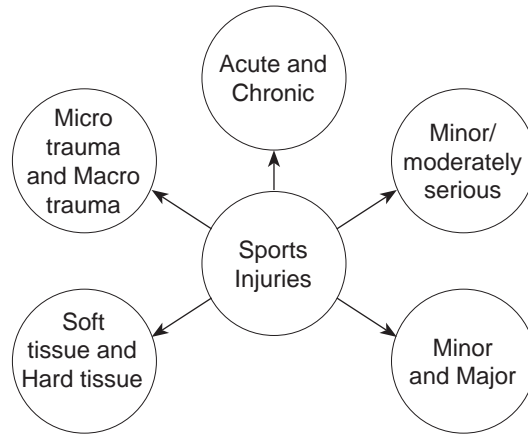 Acute and
Chronic
Micro
trauma
and Macro
trauma
Minor/
moderately
serious
Sports
Injuries
Soft
tissue and
Hard tissue
Minor
and Major